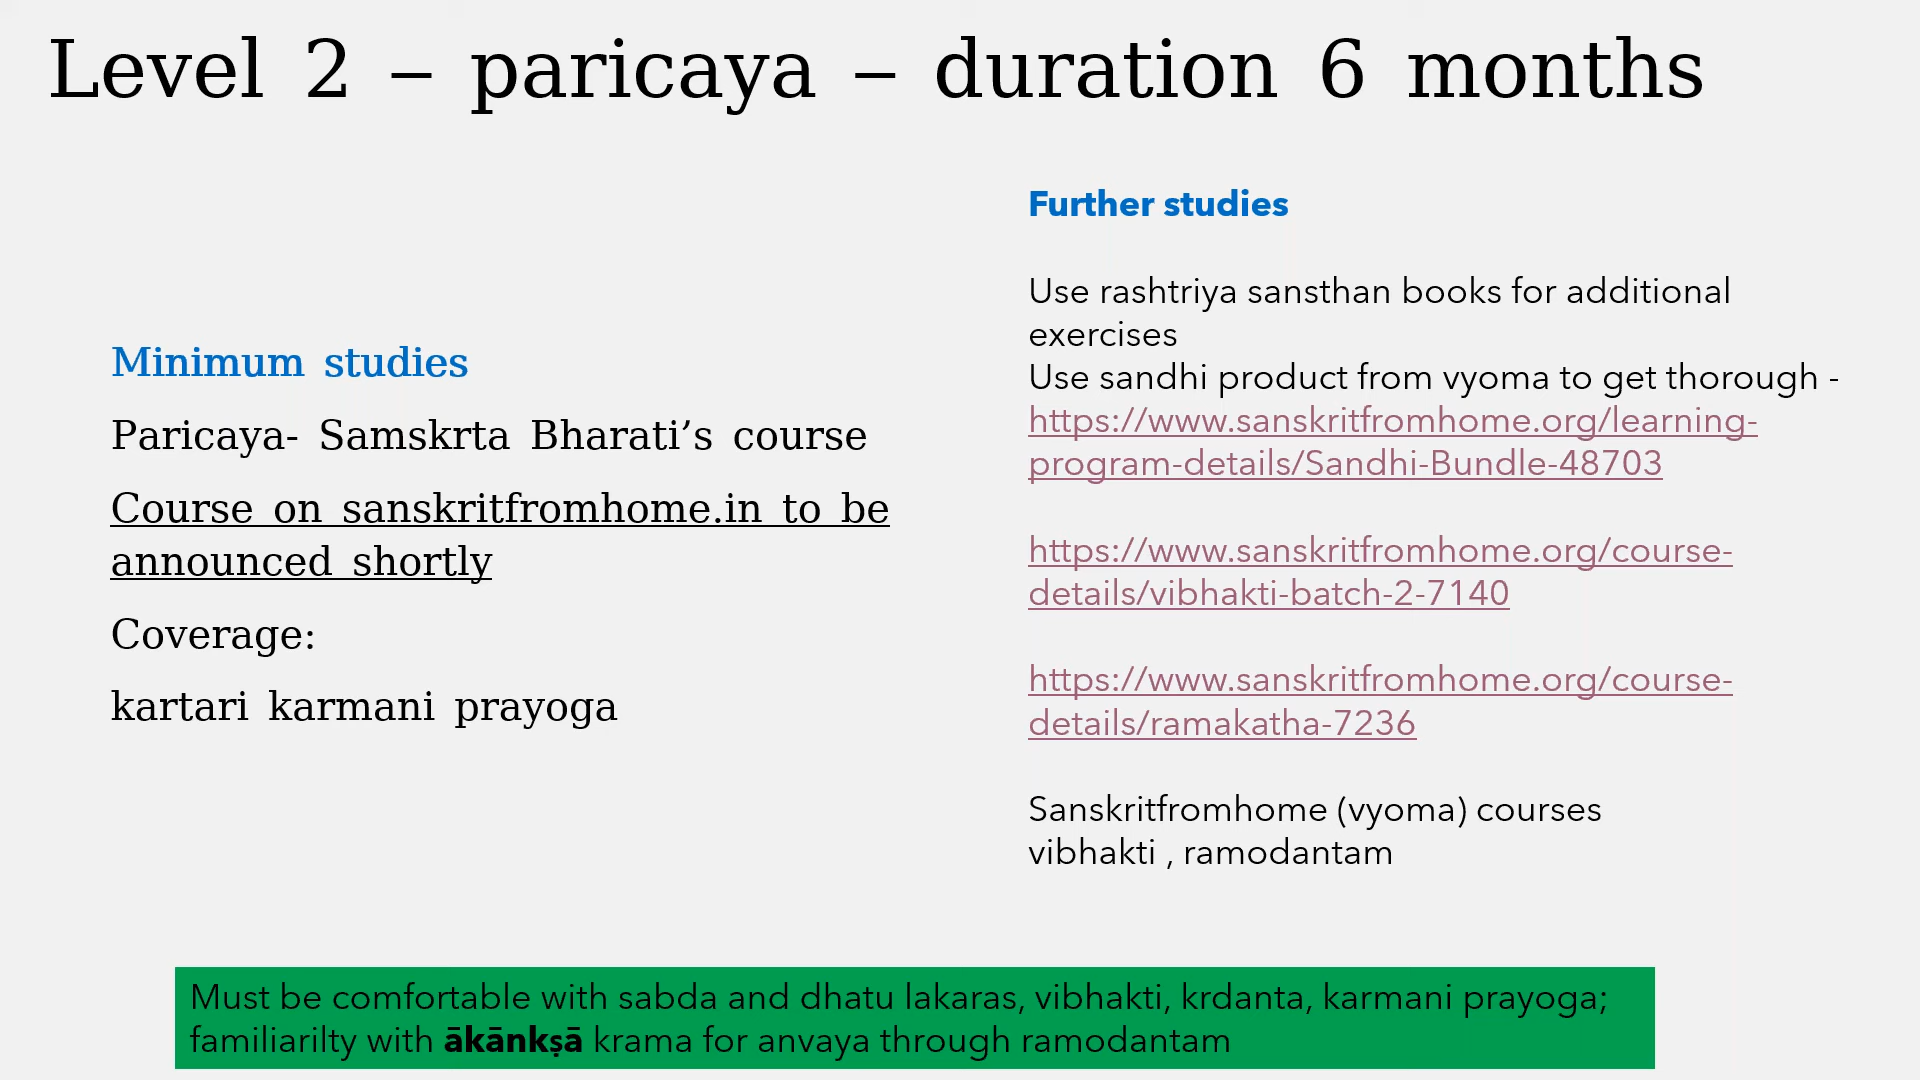 Level 2 – paricaya – duration 6 months
Minimum studies
Paricaya- Samskrta Bharati’s course
Course on sanskritfromhome.in to be
announced shortly
Coverage:
kartari karmani prayoga
Further studies
Use rashtriya sansthan books for additional
exercises
Use sandhi product from vyoma to get thorough -
https://www.sanskritfromhome.org/learning-
program-details/Sandhi-Bundle-48703
https://www.sanskritfromhome.org/course-
details/vibhakti-batch-2-7140
https://www.sanskritfromhome.org/course-
details/ramakatha-7236
Sanskritfromhome (vyoma) courses
vibhakti , ramodantam
Must be comfortable with sabda and dhatu lakaras, vibhakti, krdanta, karmani prayoga;
familiarilty with ākānkṣā krama for anvaya through ramodantam